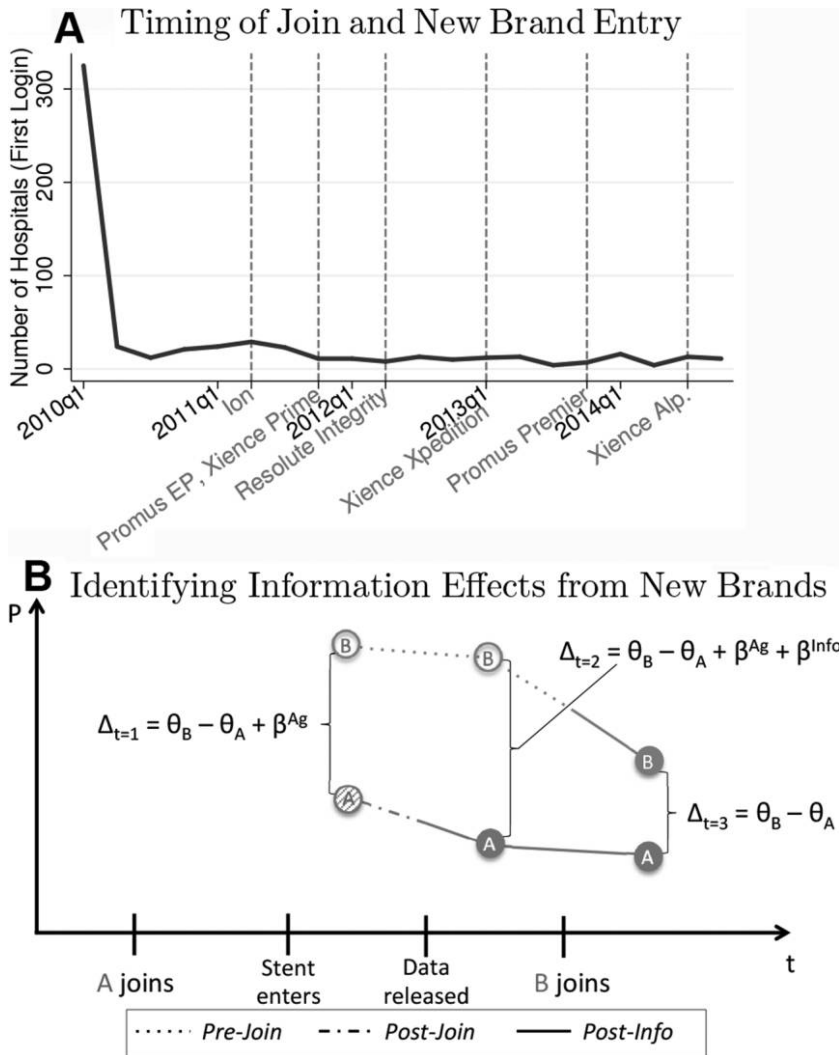 A
Timing of Join and New Brand Entry
Number of Hospitals (First Login)
300
200
100
0
2010q1
2011q1
Ion
Promus EP, Xience Prime
2012q1
Resolute Integrity
2013q1
Xience Xpedition
Promus Premier
2014q1
Xience Alp.
B
Identifying Information Effects from New Brands
P
B
B
Δt=2 = θB − θA + βAg + βInfo
Δt=1 = θB − θA + βAg
B
A
Δt=3 = θB − θA
A
A
t
A joins
Stent
enters
Data
released
B joins
Pre-Join
Post-Join
Post-Info